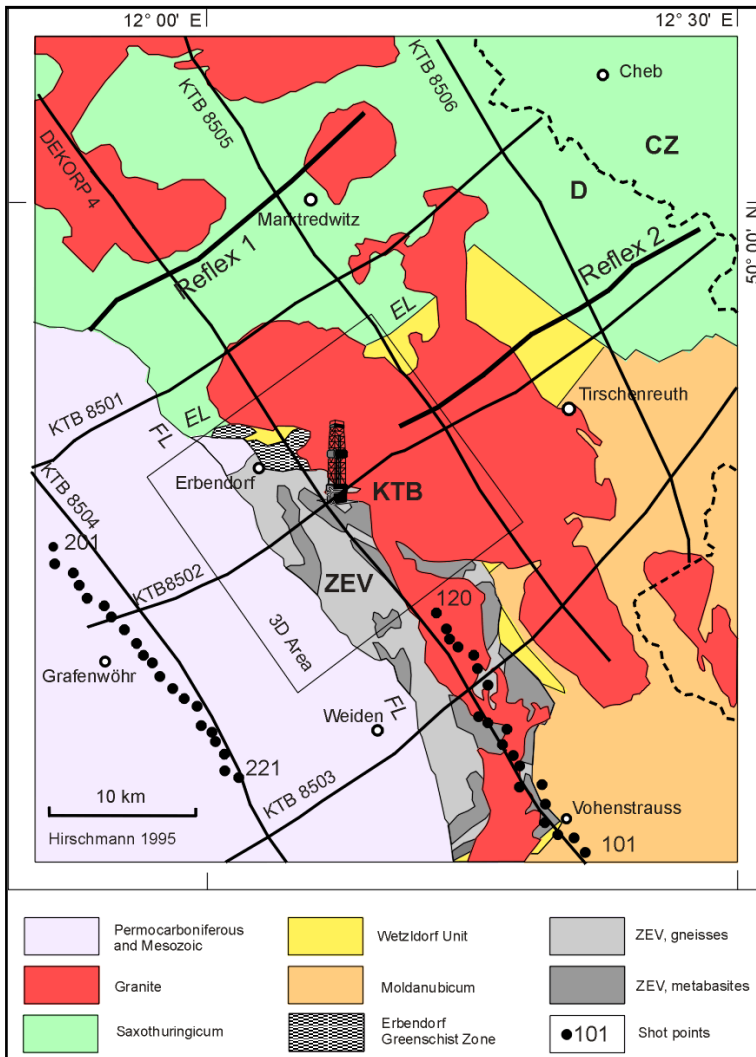 12° 00' E
12° 30' E
KTB 8505
KTB 8506
Cheb
CZ
DEKORP 4
D
Marktredwitz
50° 00' N
Reflex 1
Reflex 2
EL
KTB 8501
EL
Tirschenreuth
FL
Erbendorf
KTB
KTB 8504
201
KTB8502
ZEV
120
3D Area
Grafenwöhr
FL
Weiden
221
KTB 8503
10 km
Vohenstrauss
Hirschmann 1995
101
Permocarboniferous
and Mesozoic
Wetzldorf Unit
ZEV, gneisses
Granite
Moldanubicum
ZEV, metabasites
Saxothuringicum
Erbendorf
Greenschist Zone
101
Shot points